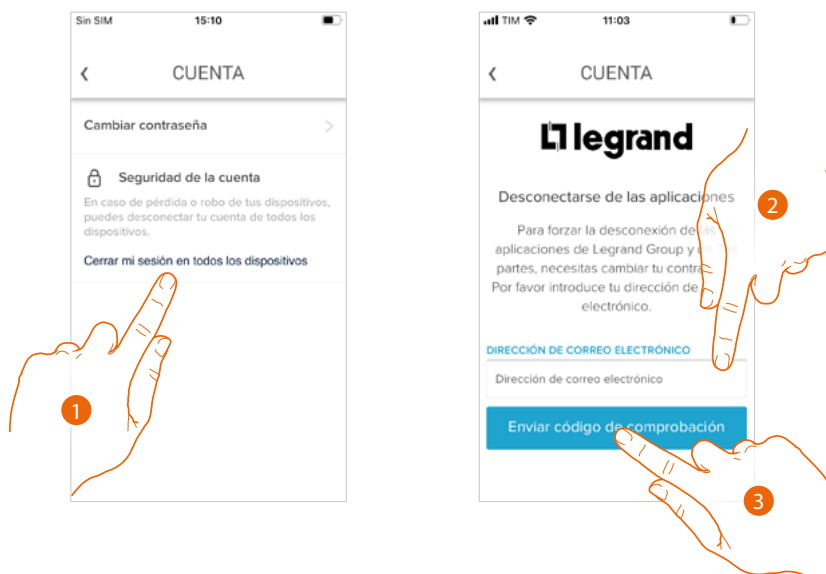 Sin SIM 15:10
CUENTA
Cambiar contraseña
Seguridad de la cuenta
En caso de pérdida o robo de tus dispositivos,
puedes desconectar tu cuenta de todos los
dispositivos.
Cerrar mi sesión en todos los dispositivos
1
TIM 11:03
CUENTA
legrand
Desconectarse de las aplicaciones
Para forzar la desconexión de las
aplicaciones de Legrand Group y
partes, necesitas cambiar tu
Por favor introduce tu dirección de
electrónico.
DIRECCIÓN DE CORREO ELECTRÓNICO
Dirección de correo electrónico
Enviar código de comprobación
2
3